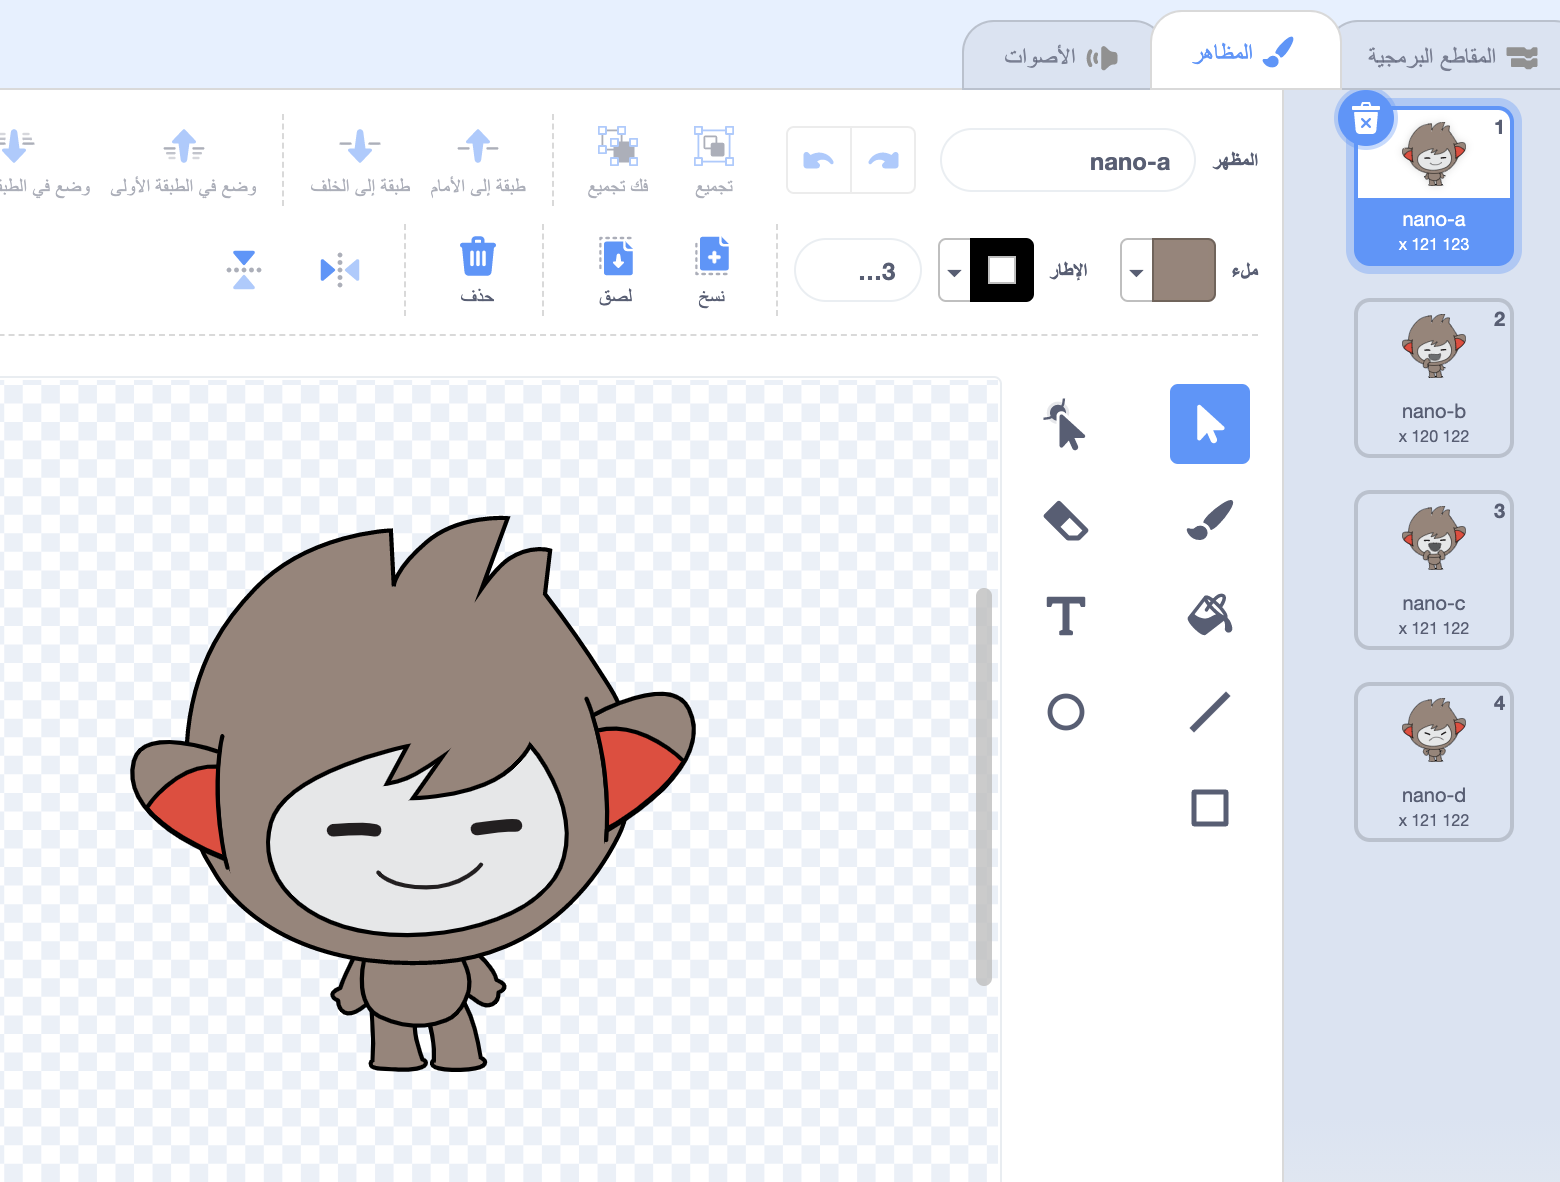 المقاطع البرمجية
المظاهر
الأصوات
1
nano-a
123 x 121
2
nano-b
122 x 120
3
nano-c
122 x 121
4
nano-d
122 x 121
المظهر
nano-a
تجميع
فك تجميع
طبقة إلى الأمام
طبقة إلى الخلف
وضع في الطبقة الأولى
وضع في
ملء
الإطار
3...
نسخ
لصق
حذف